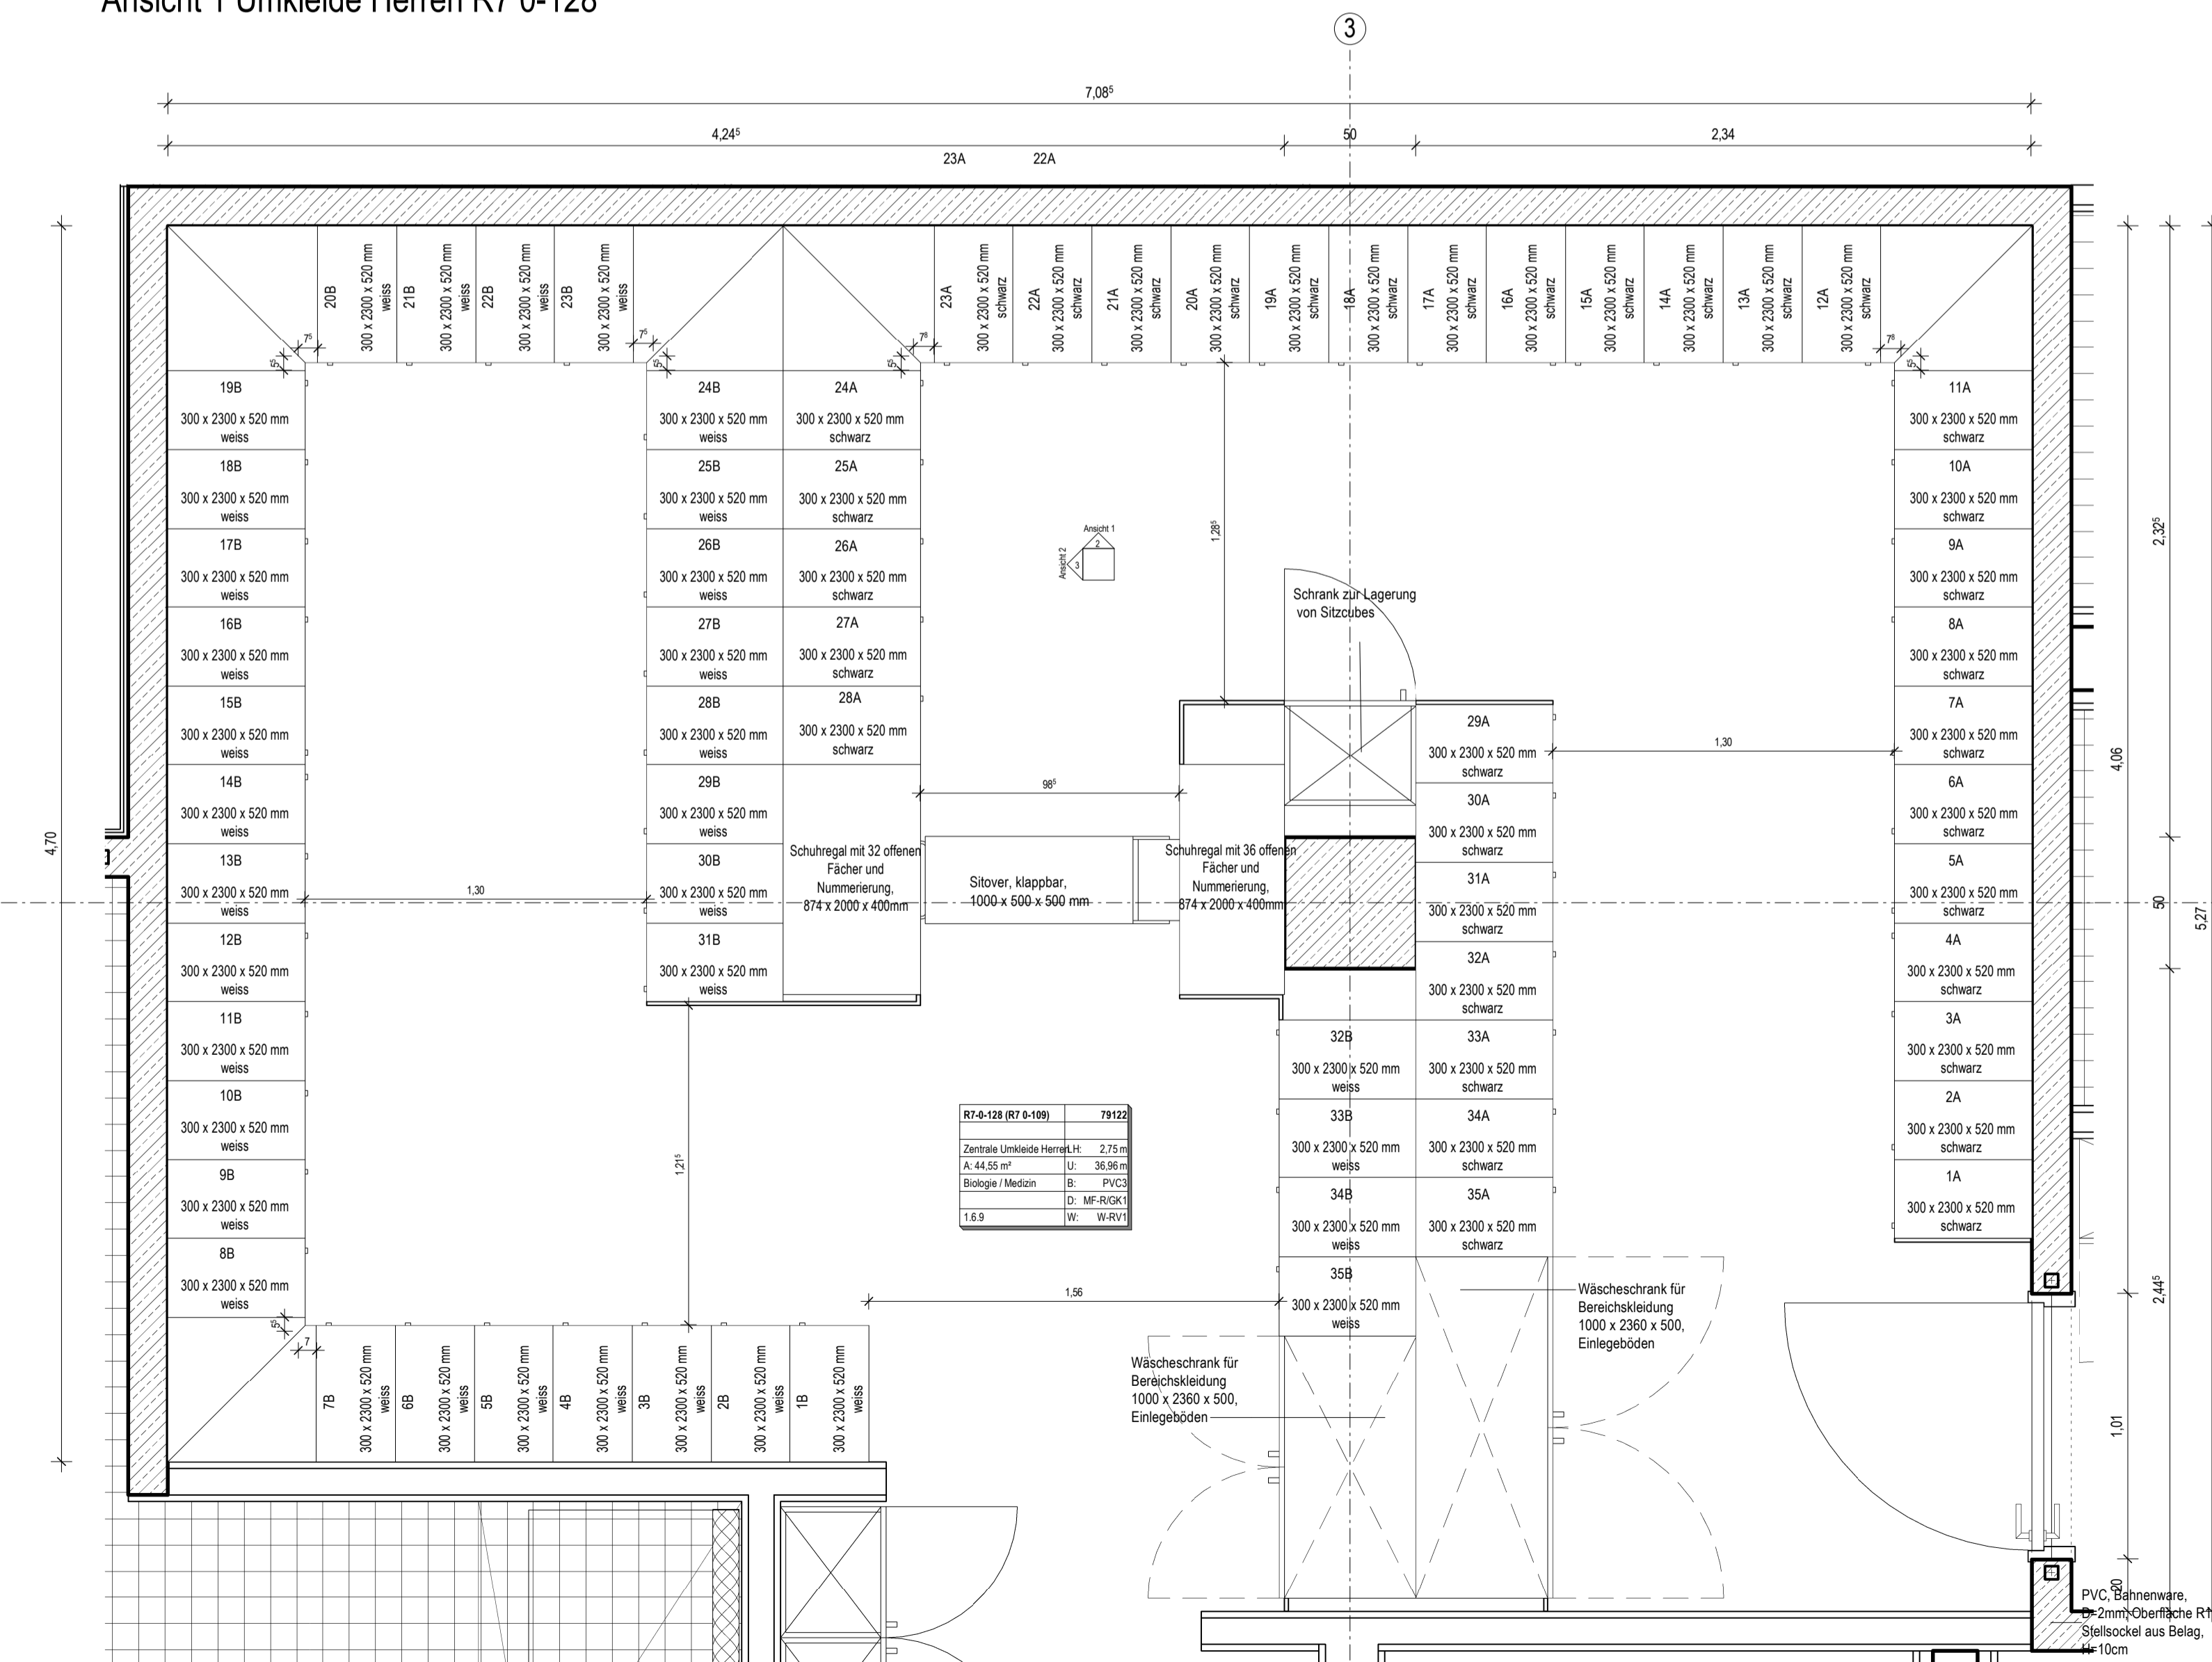 Ansicht 1 Umkleide Herren R7 0-128
3
7,08⁵
4,24⁵
50
2,34
23A
22A
20B
300 x 2300 x 520 mm
weiss
21B
300 x 2300 x 520 mm
weiss
22B
300 x 2300 x 520 mm
weiss
23B
300 x 2300 x 520 mm
weiss
23A
300 x 2300 x 520 mm
schwarz
22A
300 x 2300 x 520 mm
schwarz
21A
300 x 2300 x 520 mm
schwarz
20A
300 x 2300 x 520 mm
schwarz
19A
300 x 2300 x 520 mm
schwarz
18A
300 x 2300 x 520 mm
schwarz
17A
300 x 2300 x 520 mm
schwarz
16A
300 x 2300 x 520 mm
schwarz
15A
300 x 2300 x 520 mm
schwarz
14A
300 x 2300 x 520 mm
schwarz
13A
300 x 2300 x 520 mm
schwarz
12A
300 x 2300 x 520 mm
schwarz
7⁵
5⁵
7⁵
5⁵
7⁸
5⁵
7⁸
5⁵
19B
300 x 2300 x 520 mm
weiss
18B
300 x 2300 x 520 mm
weiss
17B
300 x 2300 x 520 mm
weiss
16B
300 x 2300 x 520 mm
weiss
15B
300 x 2300 x 520 mm
weiss
14B
300 x 2300 x 520 mm
weiss
13B
300 x 2300 x 520 mm
weiss
12B
300 x 2300 x 520 mm
weiss
11B
300 x 2300 x 520 mm
weiss
10B
300 x 2300 x 520 mm
weiss
9B
300 x 2300 x 520 mm
weiss
8B
300 x 2300 x 520 mm
weiss
4,70
1,30
24B
300 x 2300 x 520 mm
weiss
25B
300 x 2300 x 520 mm
weiss
26B
300 x 2300 x 520 mm
weiss
27B
300 x 2300 x 520 mm
weiss
28B
300 x 2300 x 520 mm
weiss
29B
300 x 2300 x 520 mm
weiss
30B
300 x 2300 x 520 mm
weiss
31B
300 x 2300 x 520 mm
weiss
24A
300 x 2300 x 520 mm
schwarz
25A
300 x 2300 x 520 mm
schwarz
26A
300 x 2300 x 520 mm
schwarz
27A
300 x 2300 x 520 mm
schwarz
28A
300 x 2300 x 520 mm
schwarz
Schuhregal mit 32 offenen
Fächer und
Nummerierung,
874 x 2000 x 400mm
Ansicht 1
2
Ansicht 2
3
1,28⁵
98⁵
Sitover, klappbar,
1000 x 500 x 500 mm
Schuhregal mit 36 offenen
Fächer und
Nummerierung,
874 x 2000 x 400mm
Schrank zur Lagerung
von Sitzcubes
29A
300 x 2300 x 520 mm
schwarz
30A
300 x 2300 x 520 mm
schwarz
31A
300 x 2300 x 520 mm
schwarz
32A
300 x 2300 x 520 mm
schwarz
33A
300 x 2300 x 520 mm
schwarz
34A
300 x 2300 x 520 mm
schwarz
35A
300 x 2300 x 520 mm
schwarz
32B
300 x 2300 x 520 mm
weiss
33B
300 x 2300 x 520 mm
weiss
34B
300 x 2300 x 520 mm
weiss
35B
300 x 2300 x 520 mm
weiss
1,30
11A
300 x 2300 x 520 mm
schwarz
10A
300 x 2300 x 520 mm
schwarz
9A
300 x 2300 x 520 mm
schwarz
8A
300 x 2300 x 520 mm
schwarz
7A
300 x 2300 x 520 mm
schwarz
6A
300 x 2300 x 520 mm
schwarz
5A
300 x 2300 x 520 mm
schwarz
4A
300 x 2300 x 520 mm
schwarz
3A
300 x 2300 x 520 mm
schwarz
2A
300 x 2300 x 520 mm
schwarz
1A
300 x 2300 x 520 mm
schwarz
2,32⁵
4,06
50
5,27
2,44⁵
1,01
20
R7-0-128 (R7 0-109) 79122
Zentrale Umkleide Herren LH: 2,75 m
A: 44,55 m² U: 36,96 m
Biologie / Medizin B: PVC3
D: MF-R/GK1
1.6.9 W: W-RV1
1,21⁵
1,56
5⁵
7
7B
300 x 2300 x 520 mm
weiss
6B
300 x 2300 x 520 mm
weiss
5B
300 x 2300 x 520 mm
weiss
4B
300 x 2300 x 520 mm
weiss
3B
300 x 2300 x 520 mm
weiss
2B
300 x 2300 x 520 mm
weiss
1B
300 x 2300 x 520 mm
weiss
Wäscheschrank für
Bereichskleidung
1000 x 2360 x 500,
Einlegeböden
Wäscheschrank für
Bereichskleidung
1000 x 2360 x 500,
Einlegeböden
PVC, Bahnenware,
D=2mm, Oberfläche
Stellsockel aus Belag,
H=10cm